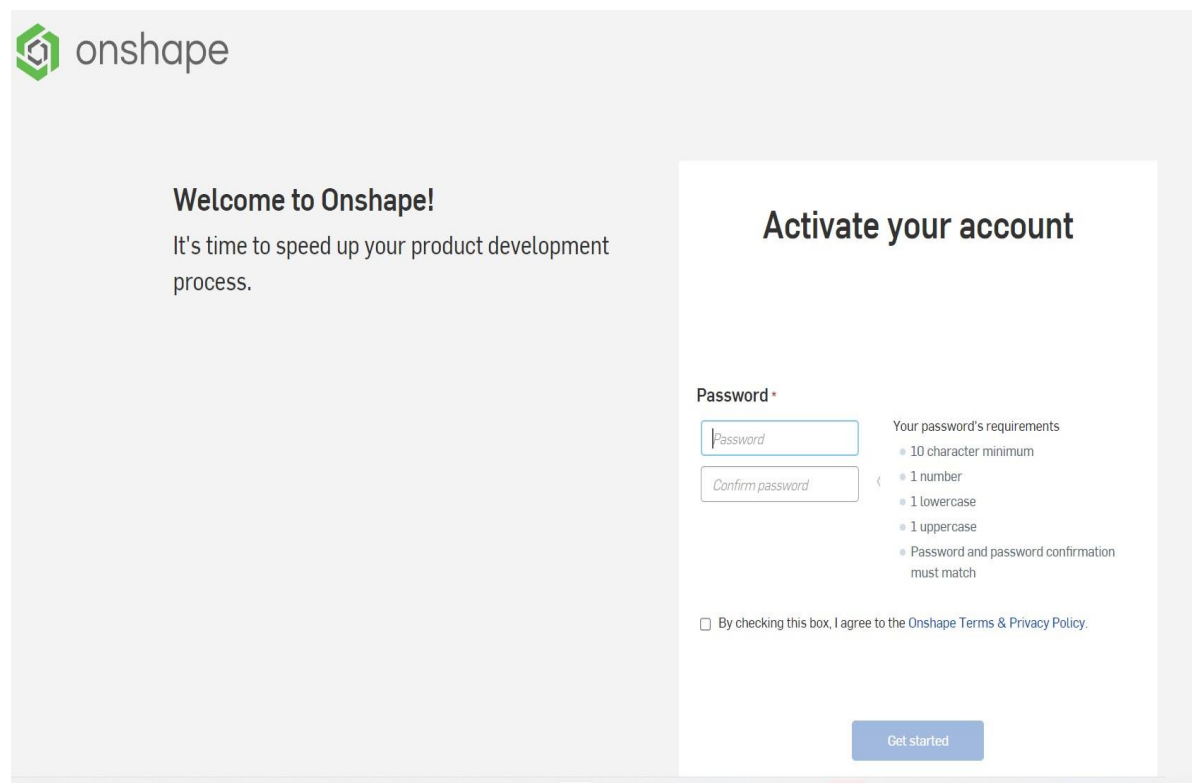 onshape
Welcome to Onshape!
It's time to speed up your product development
process.
Activate your account
Password *
Password
Confirm password
Your password's requirements
10 character minimum
1 number
1 lowercase
1 uppercase
Password and password confirmation
must match
By checking this box, I agree to the Onshape Terms & Privacy Policy.
Get started